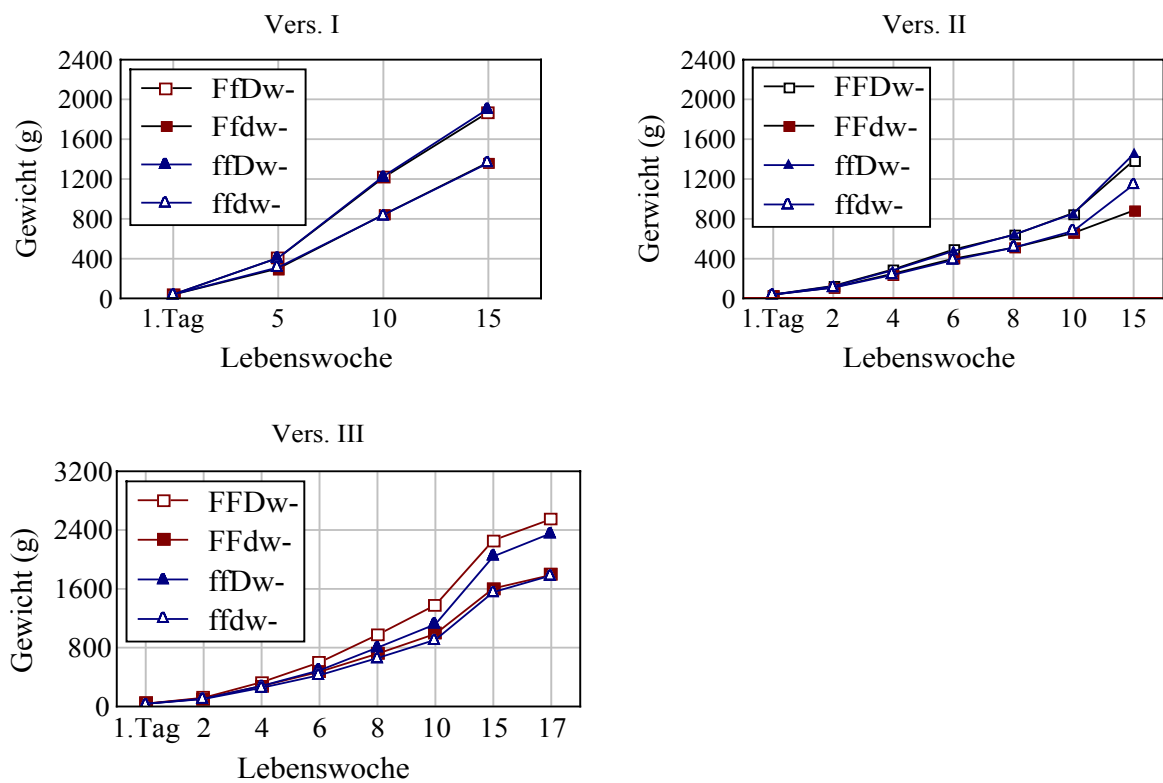 Vers. I
2400
2000
1600
1200
800
400
0
Gewicht (g)
FfDw-
Ffdw-
ffDw-
ffdw-
1.Tag 5 10 15
Lebenswoche
Vers. II
2400
2000
1600
1200
800
400
0
Gerwicht (g)
FFDw-
FFdw-
ffDw-
ffdw-
1.Tag 2 4 6 8 10 15
Lebenswoche
Vers. III
3200
2400
1600
800
0
Gewicht (g)
FFDw-
FFdw-
ffDw-
ffdw-
1.Tag 2 4 6 8 10 15 17
Lebenswoche